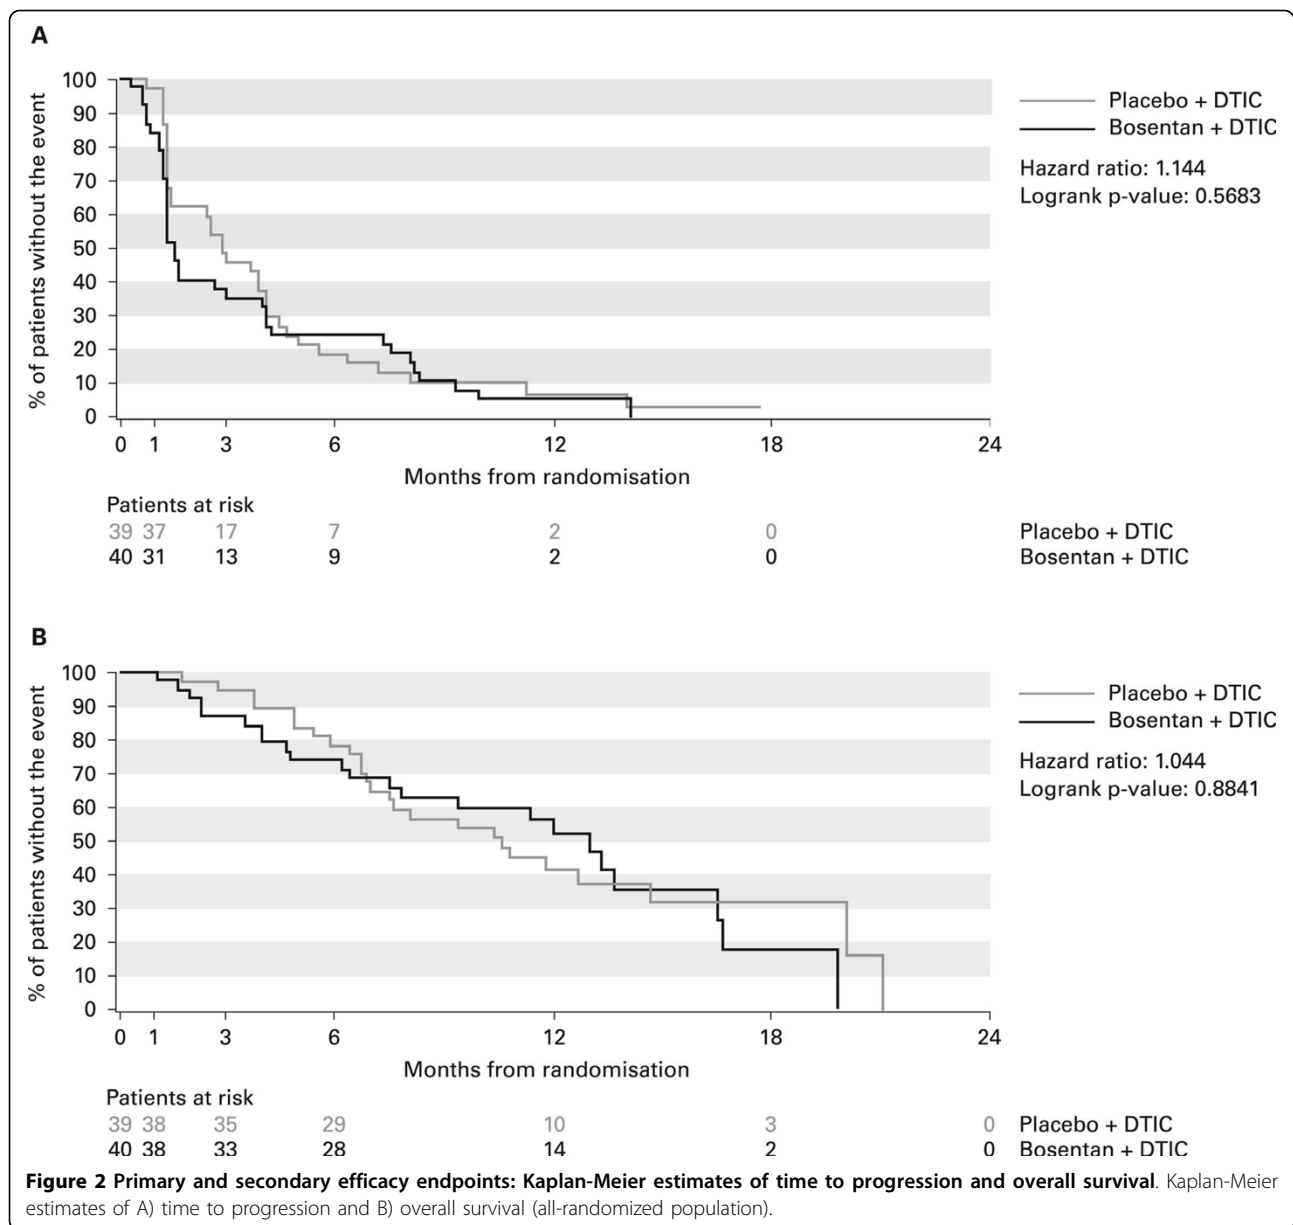 A
% of patients without the event
100
90
80
70
60
50
40
30
20
10
0
0 1 3 6 12 18 24
Months from randomisation
Placebo + DTIC
Bosentan + DTIC
Hazard ratio: 1.144
Logrank p-value: 0.5683
Patients at risk
39 37 17 7 2 0 Placebo + DTIC
40 31 13 9 2 0 Bosentan + DTIC
B
% of patients without the event
100
90
80
70
60
50
40
30
20
10
0
0 1 3 6 12 18 24
Months from randomisation
Placebo + DTIC
Bosentan + DTIC
Hazard ratio: 1.044
Logrank p-value: 0.8841
Patients at risk
39 38 35 29 10 3 0 Placebo + DTIC
40 38 33 28 14 2 0 Bosentan + DTIC
Figure 2 Primary and secondary efficacy endpoints: Kaplan-Meier estimates of time to progression and overall survival. Kaplan-Meier
estimates of A) time to progression and B) overall survival (all-randomized population).